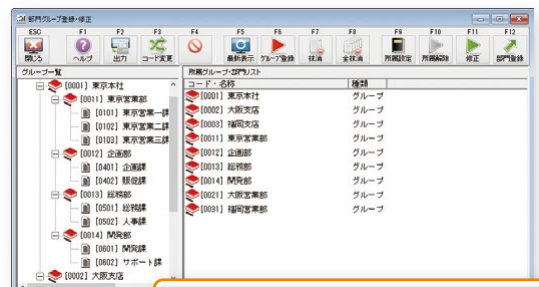 部門グループ登録・修正
ESC F1 F2 F3 F4 F5 F6 F7 F8 F9 F10 F11 F12
閉じる ヘルプ 出力 コード変更 最新表示 グループ登録 抹消 全抹消 所属設定 所属解除 修正 部門登録
グループ一覧
所属グループ・部門リスト
コード・名称 種類
[0001] 東京本社
[0011] 東京営業部
[0101] 東京営業一課
[0102] 東京営業二課
[0103] 東京営業三課
[0012] 企画部
[0401] 企画課
[0402] 販促課
[0013] 総務部
[0501] 総務課
[0502] 人事課
[0014] 開発部
[0601] 開発課
[0602] サポート課
[0002] 大阪支店
[0001] 東京本社 グループ
[0002] 大阪支店 グループ
[0003] 福岡支店 グループ
[0011] 東京営業部 グループ
[0012] 企画部 グループ
[0013] 総務部 グループ
[0014] 開発部 グループ
[0021] 大阪営業部 グループ
[0031] 福岡営業部 グループ